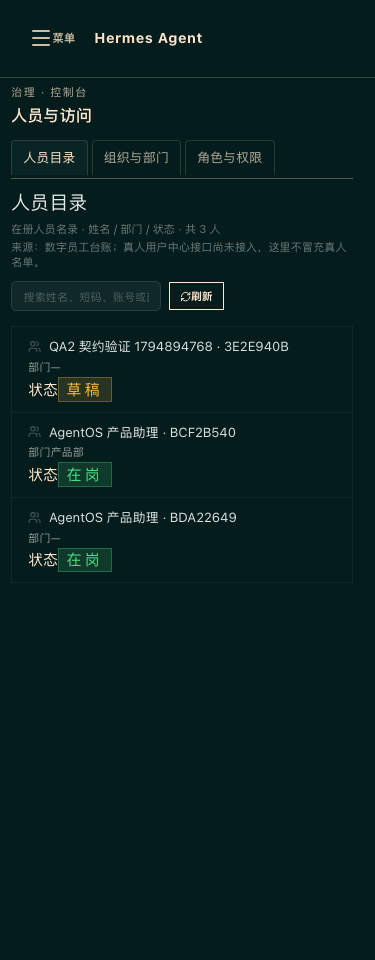 菜单 Hermes Agent
治理 · 控制台
人员与访问
人员目录 组织与部门 角色与权限
人员目录
在册人员名录 · 姓名 / 部门 / 状态 · 共 3 人
来源：数字员工台账；真人用户中心接口尚未接入，这里不冒充真人
名单。
搜索姓名、短码、账号或 刷新
QA2 契约验证 1794894768 · 3E2E940B
部门—
状态 草稿
AgentOS 产品助理 · BCF2B540
部门产品部
状态 在岗
AgentOS 产品助理 · BDA22649
部门—
状态 在岗